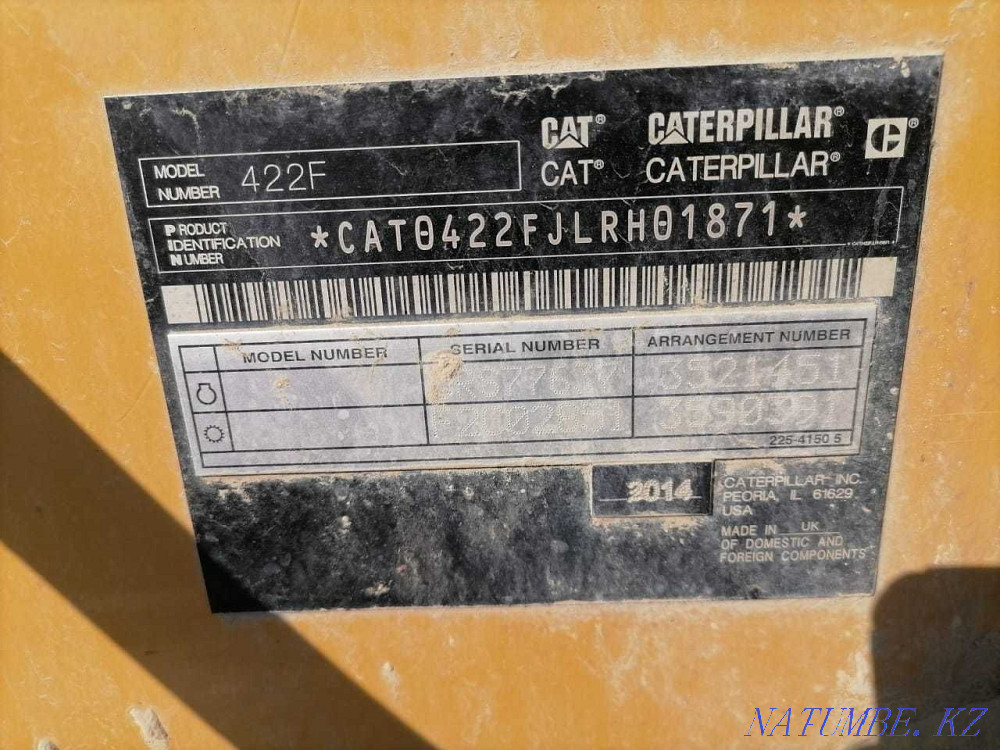 CAT® CATERPILLAR®
CAT® CATERPILLAR®
MODEL NUMBER 422F
PRODUCT IDENTIFICATION NUMBER *CAT0422FJLRH01871*
MODEL NUMBER SERIAL NUMBER ARRANGEMENT NUMBER
3521451
225-4150 5
2014
CATERPILLAR INC.
PEORIA, IL 61629
USA
MADE IN UK
OF DOMESTIC AND
FOREIGN COMPONENTS
NATUMBE.KZ